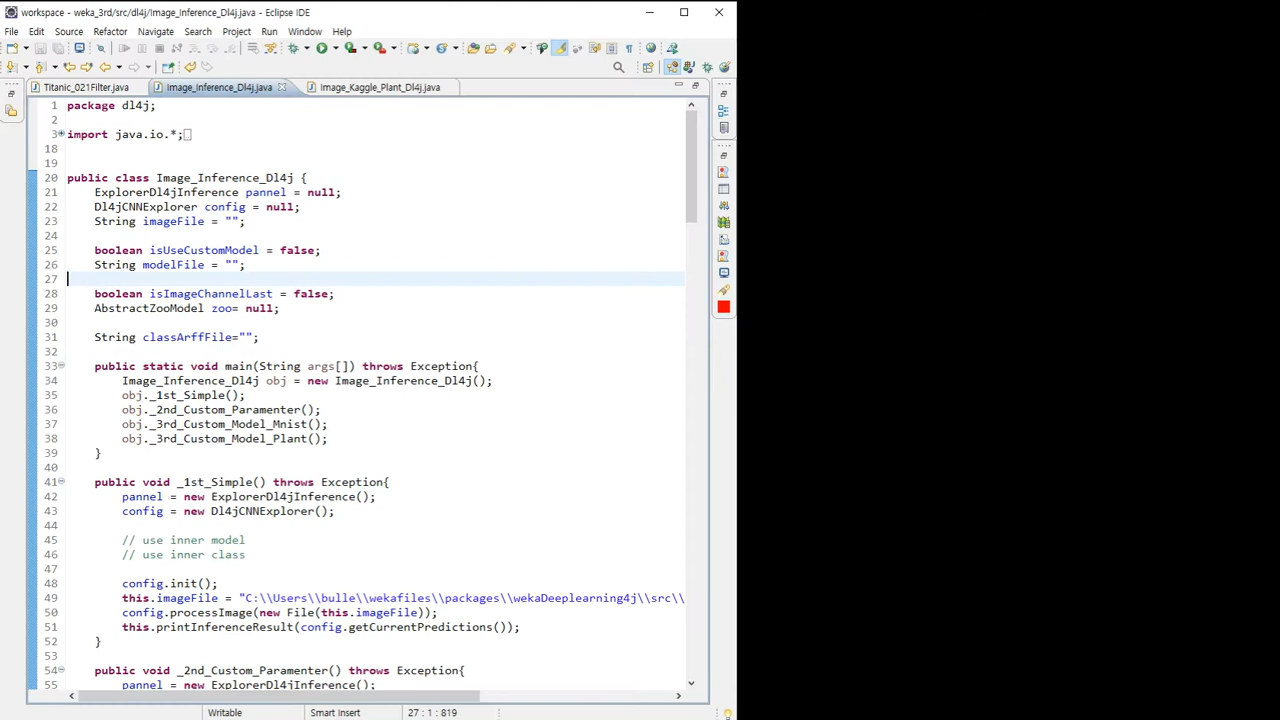 workspace - weka_3rd/src/dl4j/Image_Inference_Dl4j.java - Eclipse IDE
File Edit Source Refactor Navigate Search Project Run Window Help
Titanic_021Filter.java Image_Inference_Dl4j.java Image_Kaggle_Plant_Dl4j.java
1 package dl4j;
2
3 import java.io.*;
18
19
20 public class Image_Inference_Dl4j {
21 ExplorerDl4jInference pannel = null;
22 Dl4jCNNExplorer config = null;
23 String imageFile = "";
24
25 boolean isUseCustomModel = false;
26 String modelFile = "";
27
28 boolean isImageChannelLast = false;
29 AbstractZooModel zoo= null;
30
31 String classArffFile="";
32
33 public static void main(String args[]) throws Exception{
34 Image_Inference_Dl4j obj = new Image_Inference_Dl4j();
35 obj._1st_Simple();
36 obj._2nd_Custom_Paramenter();
37 obj._3rd_Custom_Model_Mnist();
38 obj._3rd_Custom_Model_Plant();
39 }
40
41 public void _1st_Simple() throws Exception{
42 pannel = new ExplorerDl4jInference();
43 config = new Dl4jCNNExplorer();
44
45 // use inner model
46 // use inner class
47
48 config.init();
49 this.imageFile = "C:\\Users\\bulle\\wekafiles\\packages\\wekaDeeplearning4j\\src\\
50 config.processImage(new File(this.imageFile));
51 this.printInferenceResult(config.getCurrentPredictions());
52 }
53
54 public void _2nd_Custom_Paramenter() throws Exception{
55 pannel = new ExplorerDl4jInference();
Writable Smart Insert 27 : 1 : 819